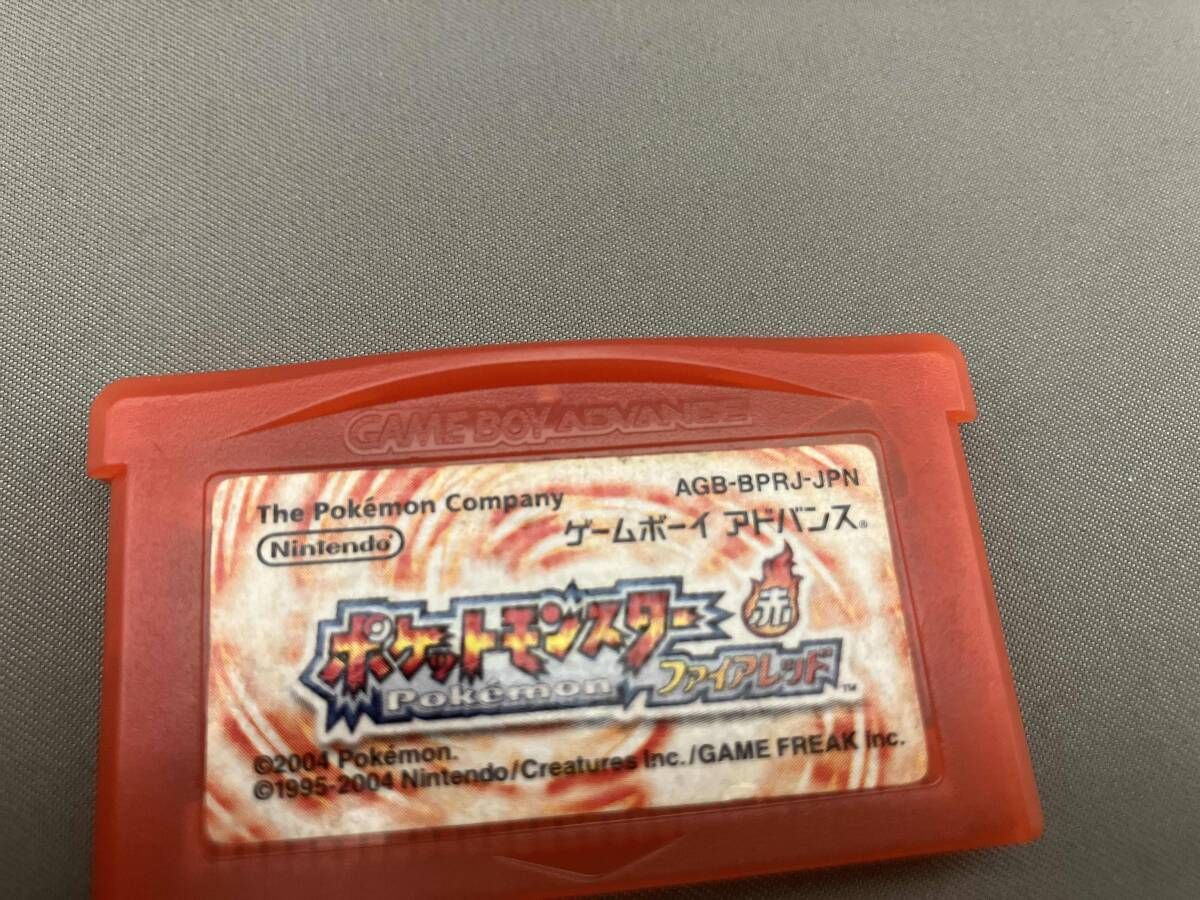 GAME BOY ADVANCE
The Pokémon Company
AGB-BPRJ-JPN
Nintendo®
ゲームボーイ アドバンス®
ポケットモンスター
赤
Pokémon
ファイアレッド™
©2004 Pokémon.
©1995-2004 Nintendo/Creatures Inc./GAME FREAK inc.